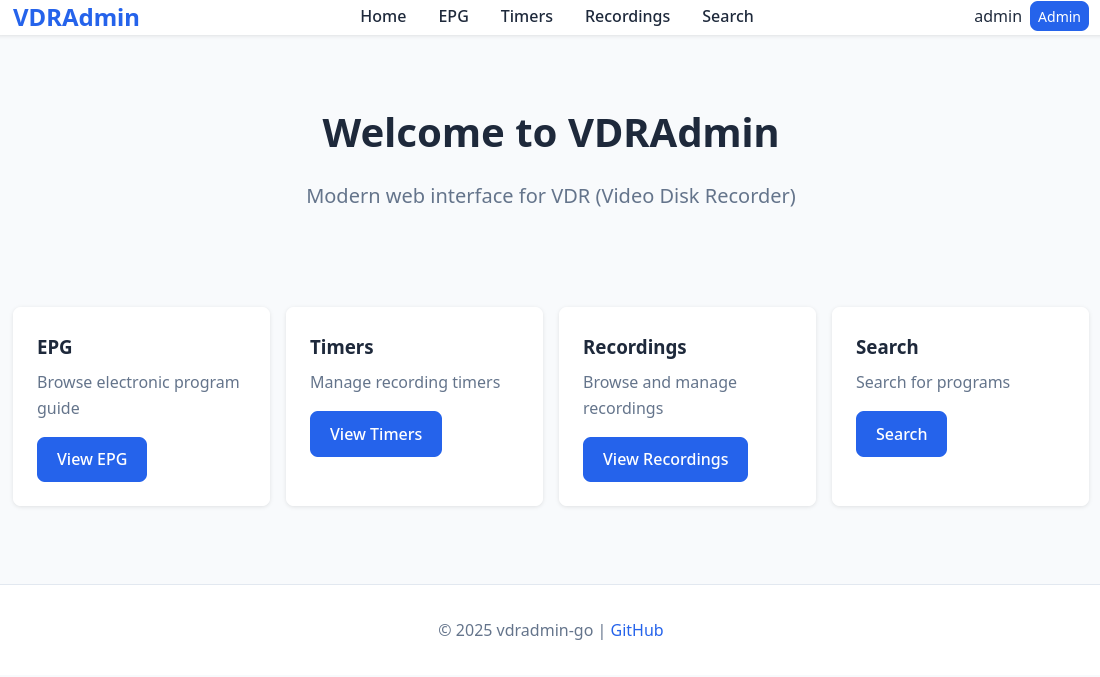 VDRAdmin
Home EPG Timers Recordings Search
admin Admin
Welcome to VDRAdmin
Modern web interface for VDR (Video Disk Recorder)
EPG
Browse electronic program
guide
View EPG
Timers
Manage recording timers
View Timers
Recordings
Browse and manage
recordings
View Recordings
Search
Search for programs
Search
© 2025 vdradmin-go | GitHub